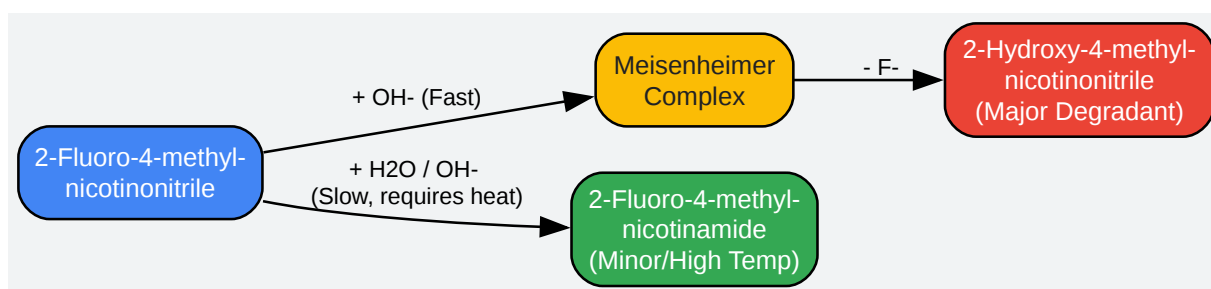 2-Fluoro-4-methyl-
nicotinonitrile
+ OH- (Fast)
Meisenheimer
Complex
- F-
2-Hydroxy-4-methyl-
nicotinonitrile
(Major Degradant)
+ H2O / OH-
(Slow, requires heat)
2-Fluoro-4-methyl-
nicotinamide
(Minor/High Temp)